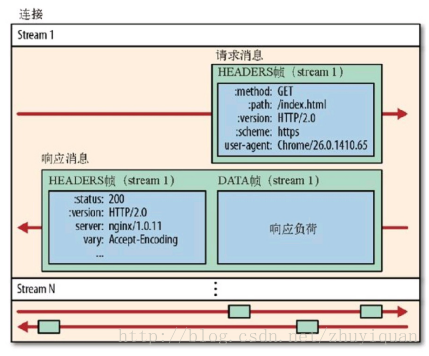 连接
Stream 1
请求消息
HEADERS帧（stream 1）
:method: GET
:path: /index.html
:version: HTTP/2.0
:scheme: https
user-agent: Chrome/26.0.1410.65
响应消息
HEADERS帧（stream 1）
:status: 200
:version: HTTP/2.0
server: nginx/1.0.11
vary: Accept-Encoding
...
DATA帧（stream 1）
响应负荷
Stream N
http://blog.csdn.net/zhuyiquan